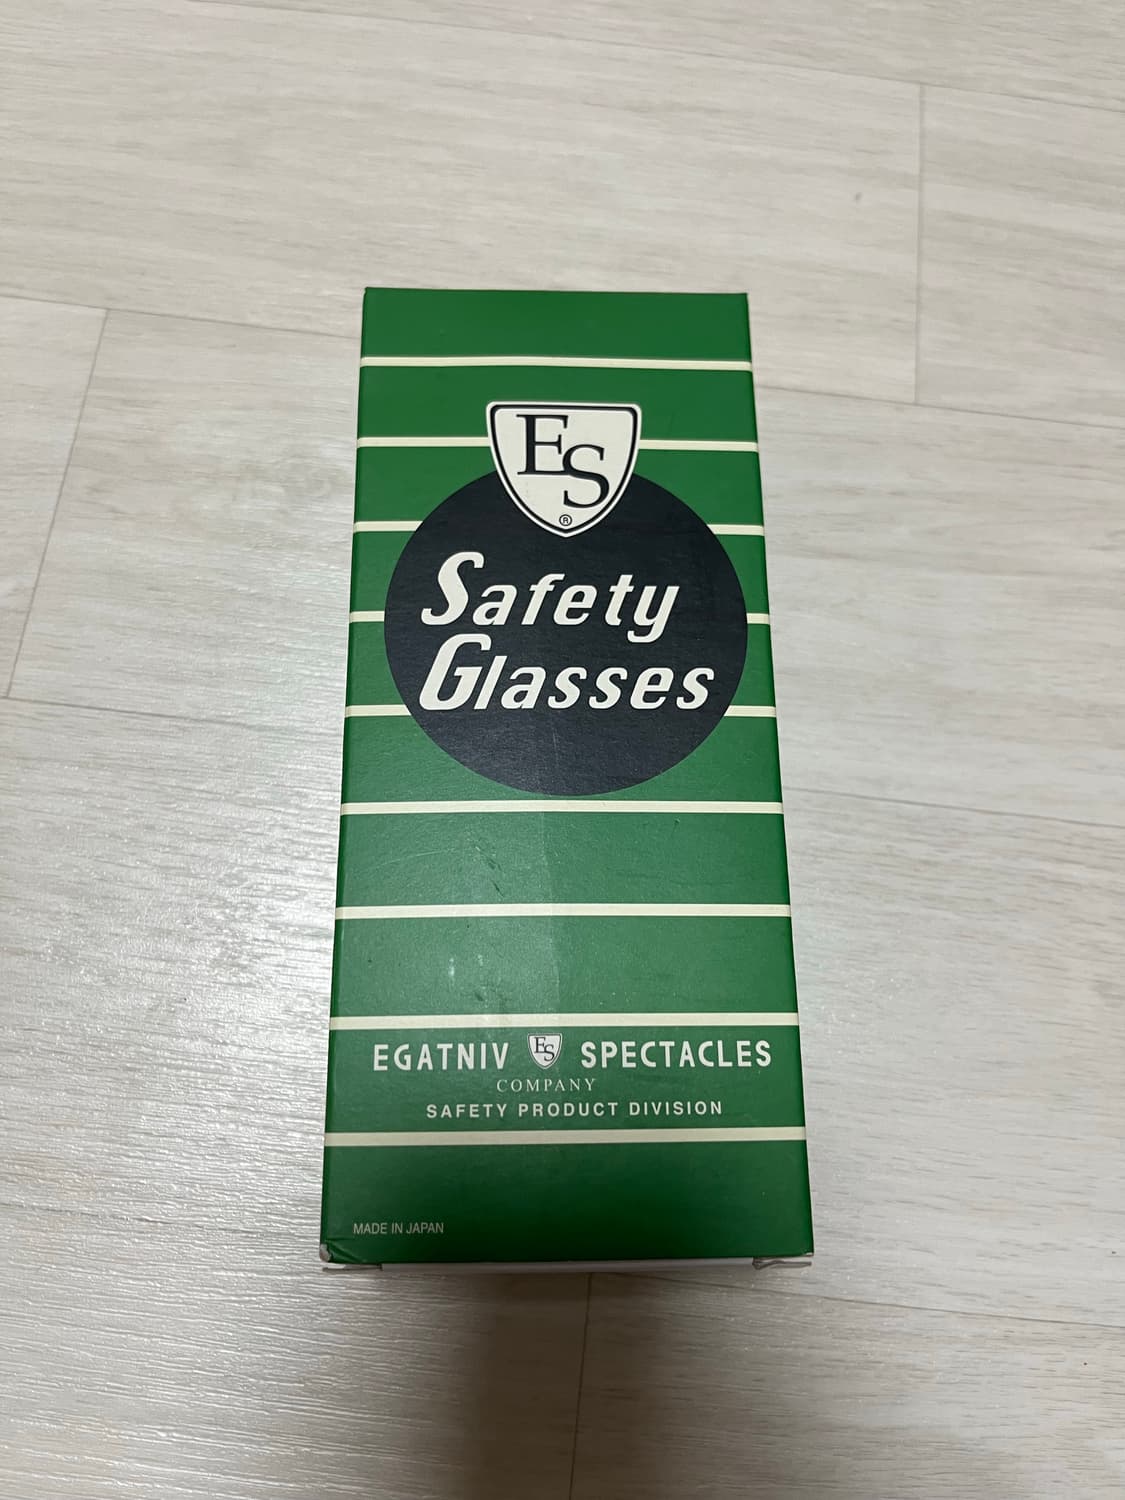 ES
®
Safety
Glasses
EGATNIV ES SPECTACLES
COMPANY
SAFETY PRODUCT DIVISION
MADE IN JAPAN